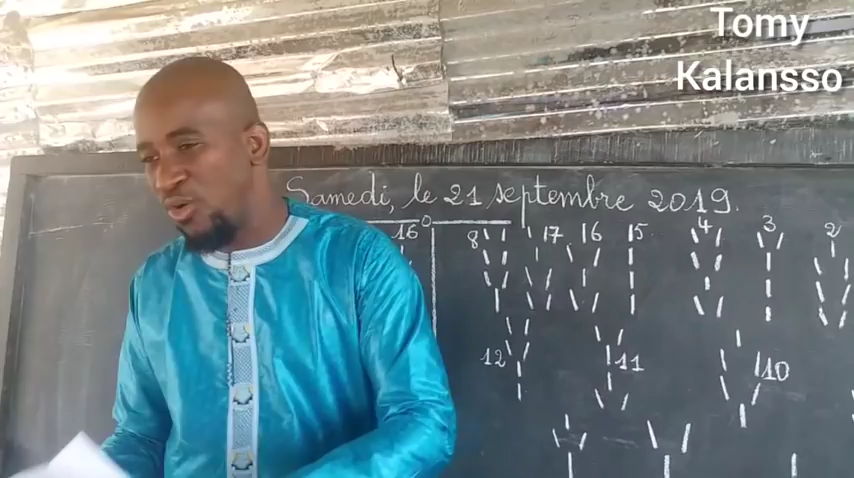 Tomy
Kalansso
Samedi, le 21 septembre 2019.
16 8 17 16 15 4 3 2
12 11 10